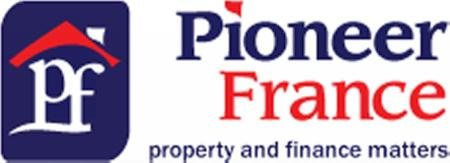 pf
Pioneer
France
property and finance matters